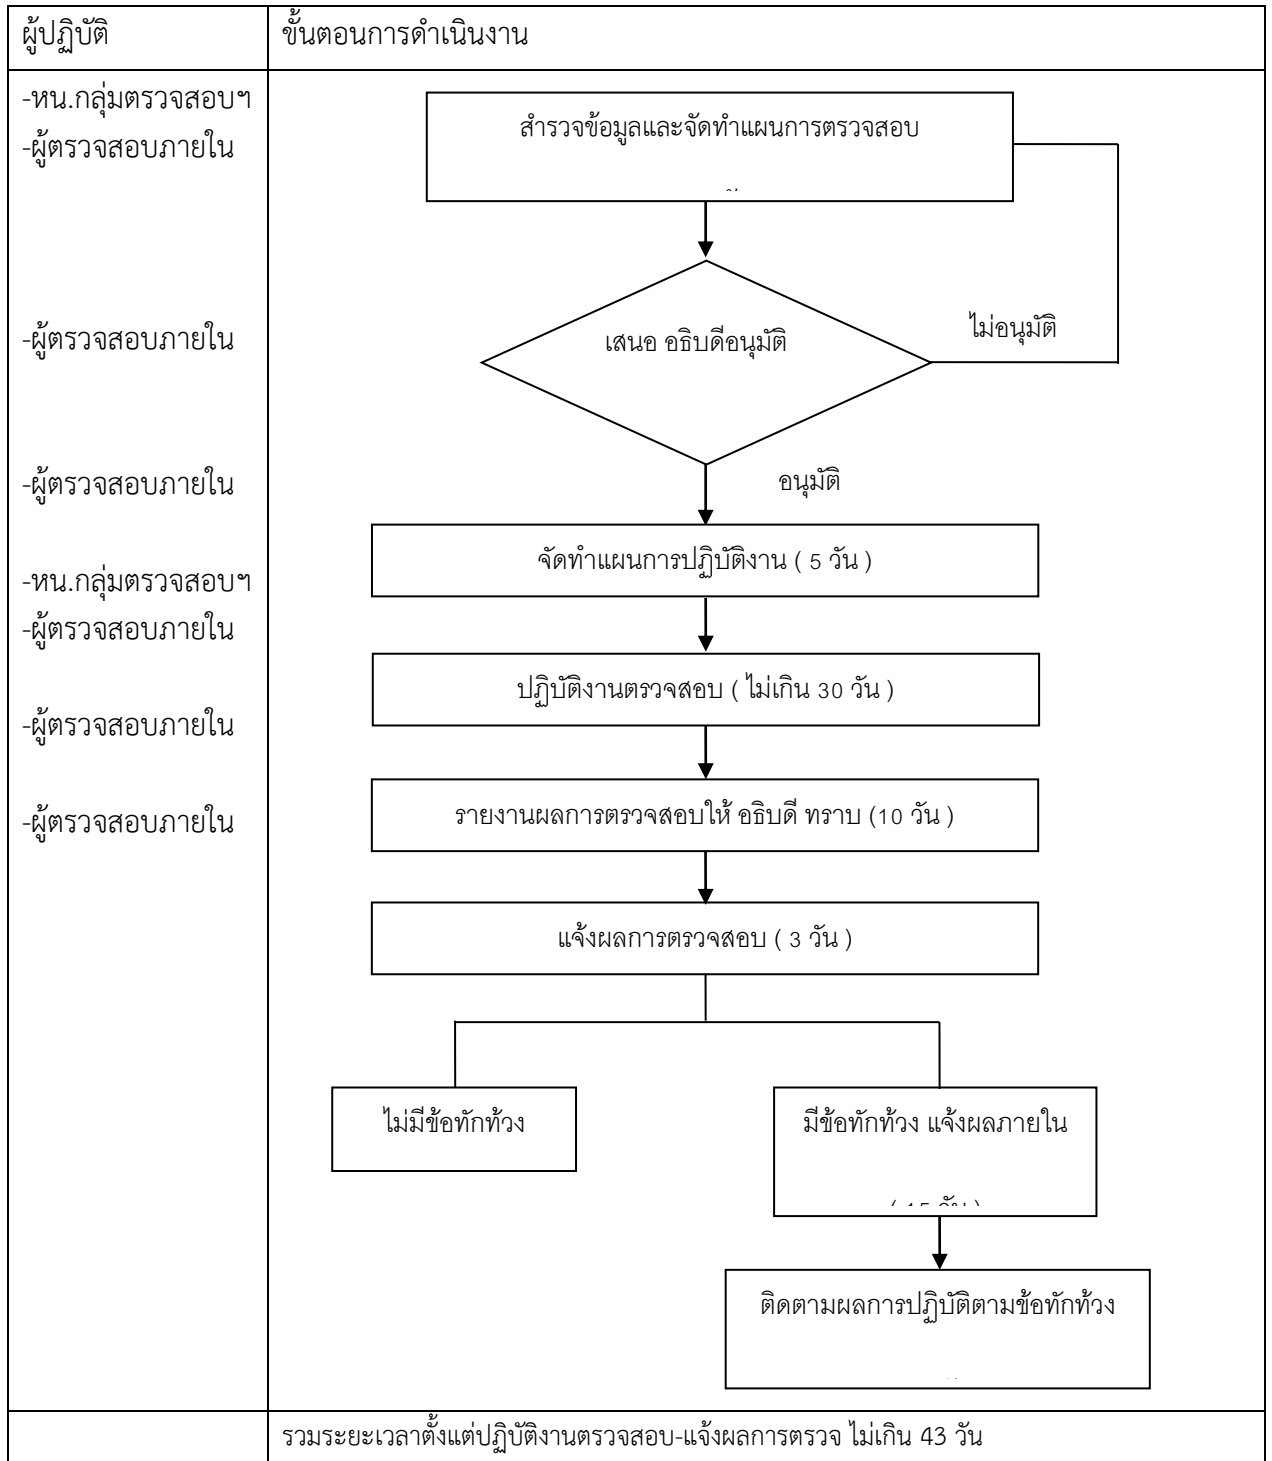 ผู้ปฏิบัติ
ขั้นตอนการดำเนินงาน
-หน.กลุ่มตรวจสอบฯ
-ผู้ตรวจสอบภายใน
สำรวจข้อมูลและจัดทำแผนการตรวจสอบ
-ผู้ตรวจสอบภายใน
เสนอ อธิบดีอนุมัติ
ไม่อนุมัติ
-ผู้ตรวจสอบภายใน
อนุมัติ
จัดทำแผนการปฏิบัติงาน ( 5 วัน )
-หน.กลุ่มตรวจสอบฯ
-ผู้ตรวจสอบภายใน
ปฏิบัติงานตรวจสอบ ( ไม่เกิน 30 วัน )
-ผู้ตรวจสอบภายใน
รายงานผลการตรวจสอบให้ อธิบดี ทราบ (10 วัน )
-ผู้ตรวจสอบภายใน
แจ้งผลการตรวจสอบ ( 3 วัน )
ไม่มีข้อทักท้วง
มีข้อทักท้วง แจ้งผลภายใน
( 15 วัน )
ติดตามผลการปฏิบัติตามข้อทักท้วง
รวมระยะเวลาตั้งแต่ปฏิบัติงานตรวจสอบ-แจ้งผลการตรวจ ไม่เกิน 43 วัน